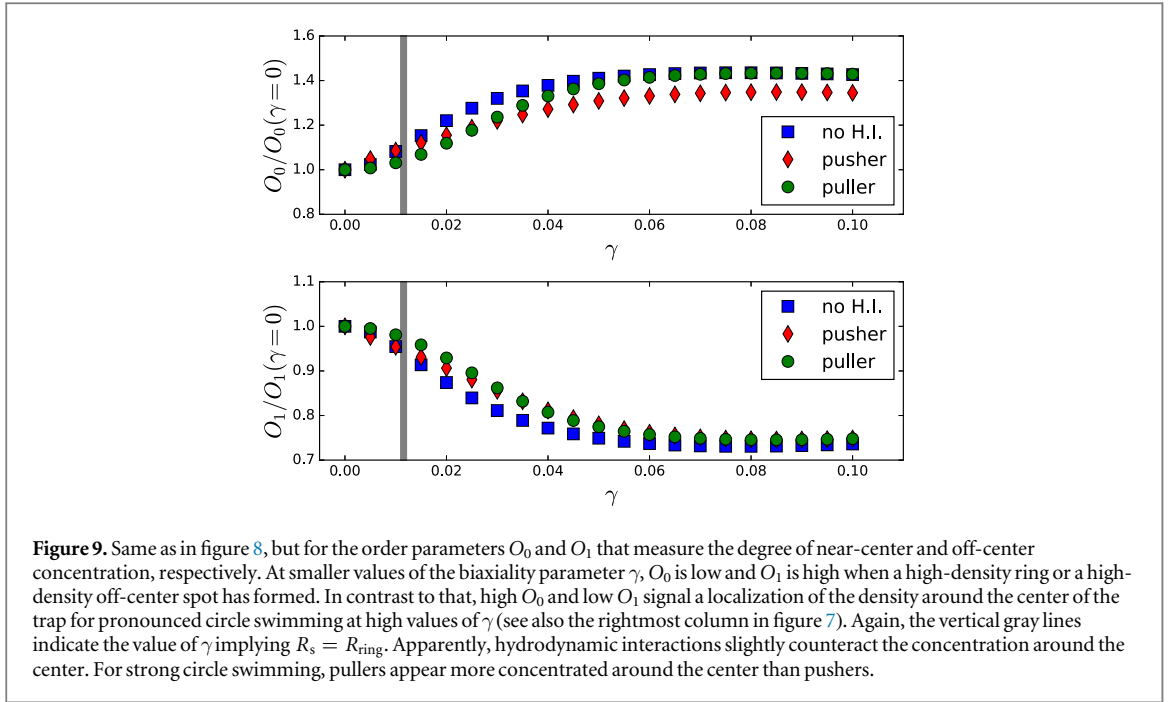 1.6
1.4
1.2
1.0
0.8
O₀/O₀(γ=0)
no H.I.
pusher
puller
0.00 0.02 0.04 0.06 0.08 0.10
γ
1.1
1.0
0.9
0.8
0.7
O₁/O₁(γ=0)
no H.I.
pusher
puller
0.00 0.02 0.04 0.06 0.08 0.10
γ
Figure 9. Same as in figure 8, but for the order parameters O₀ and O₁ that measure the degree of near-center and off-center
concentration, respectively. At smaller values of the biaxiality parameter γ, O₀ is low and O₁ is high when a high-density ring or a high-
density off-center spot has formed. In contrast to that, high O₀ and low O₁ signal a localization of the density around the center of the
trap for pronounced circle swimming at high values of γ (see also the rightmost column in figure 7). Again, the vertical gray lines
indicate the value of γ implying Rₛ = R_ring. Apparently, hydrodynamic interactions slightly counteract the concentration around the
center. For strong circle swimming, pullers appear more concentrated around the center than pushers.